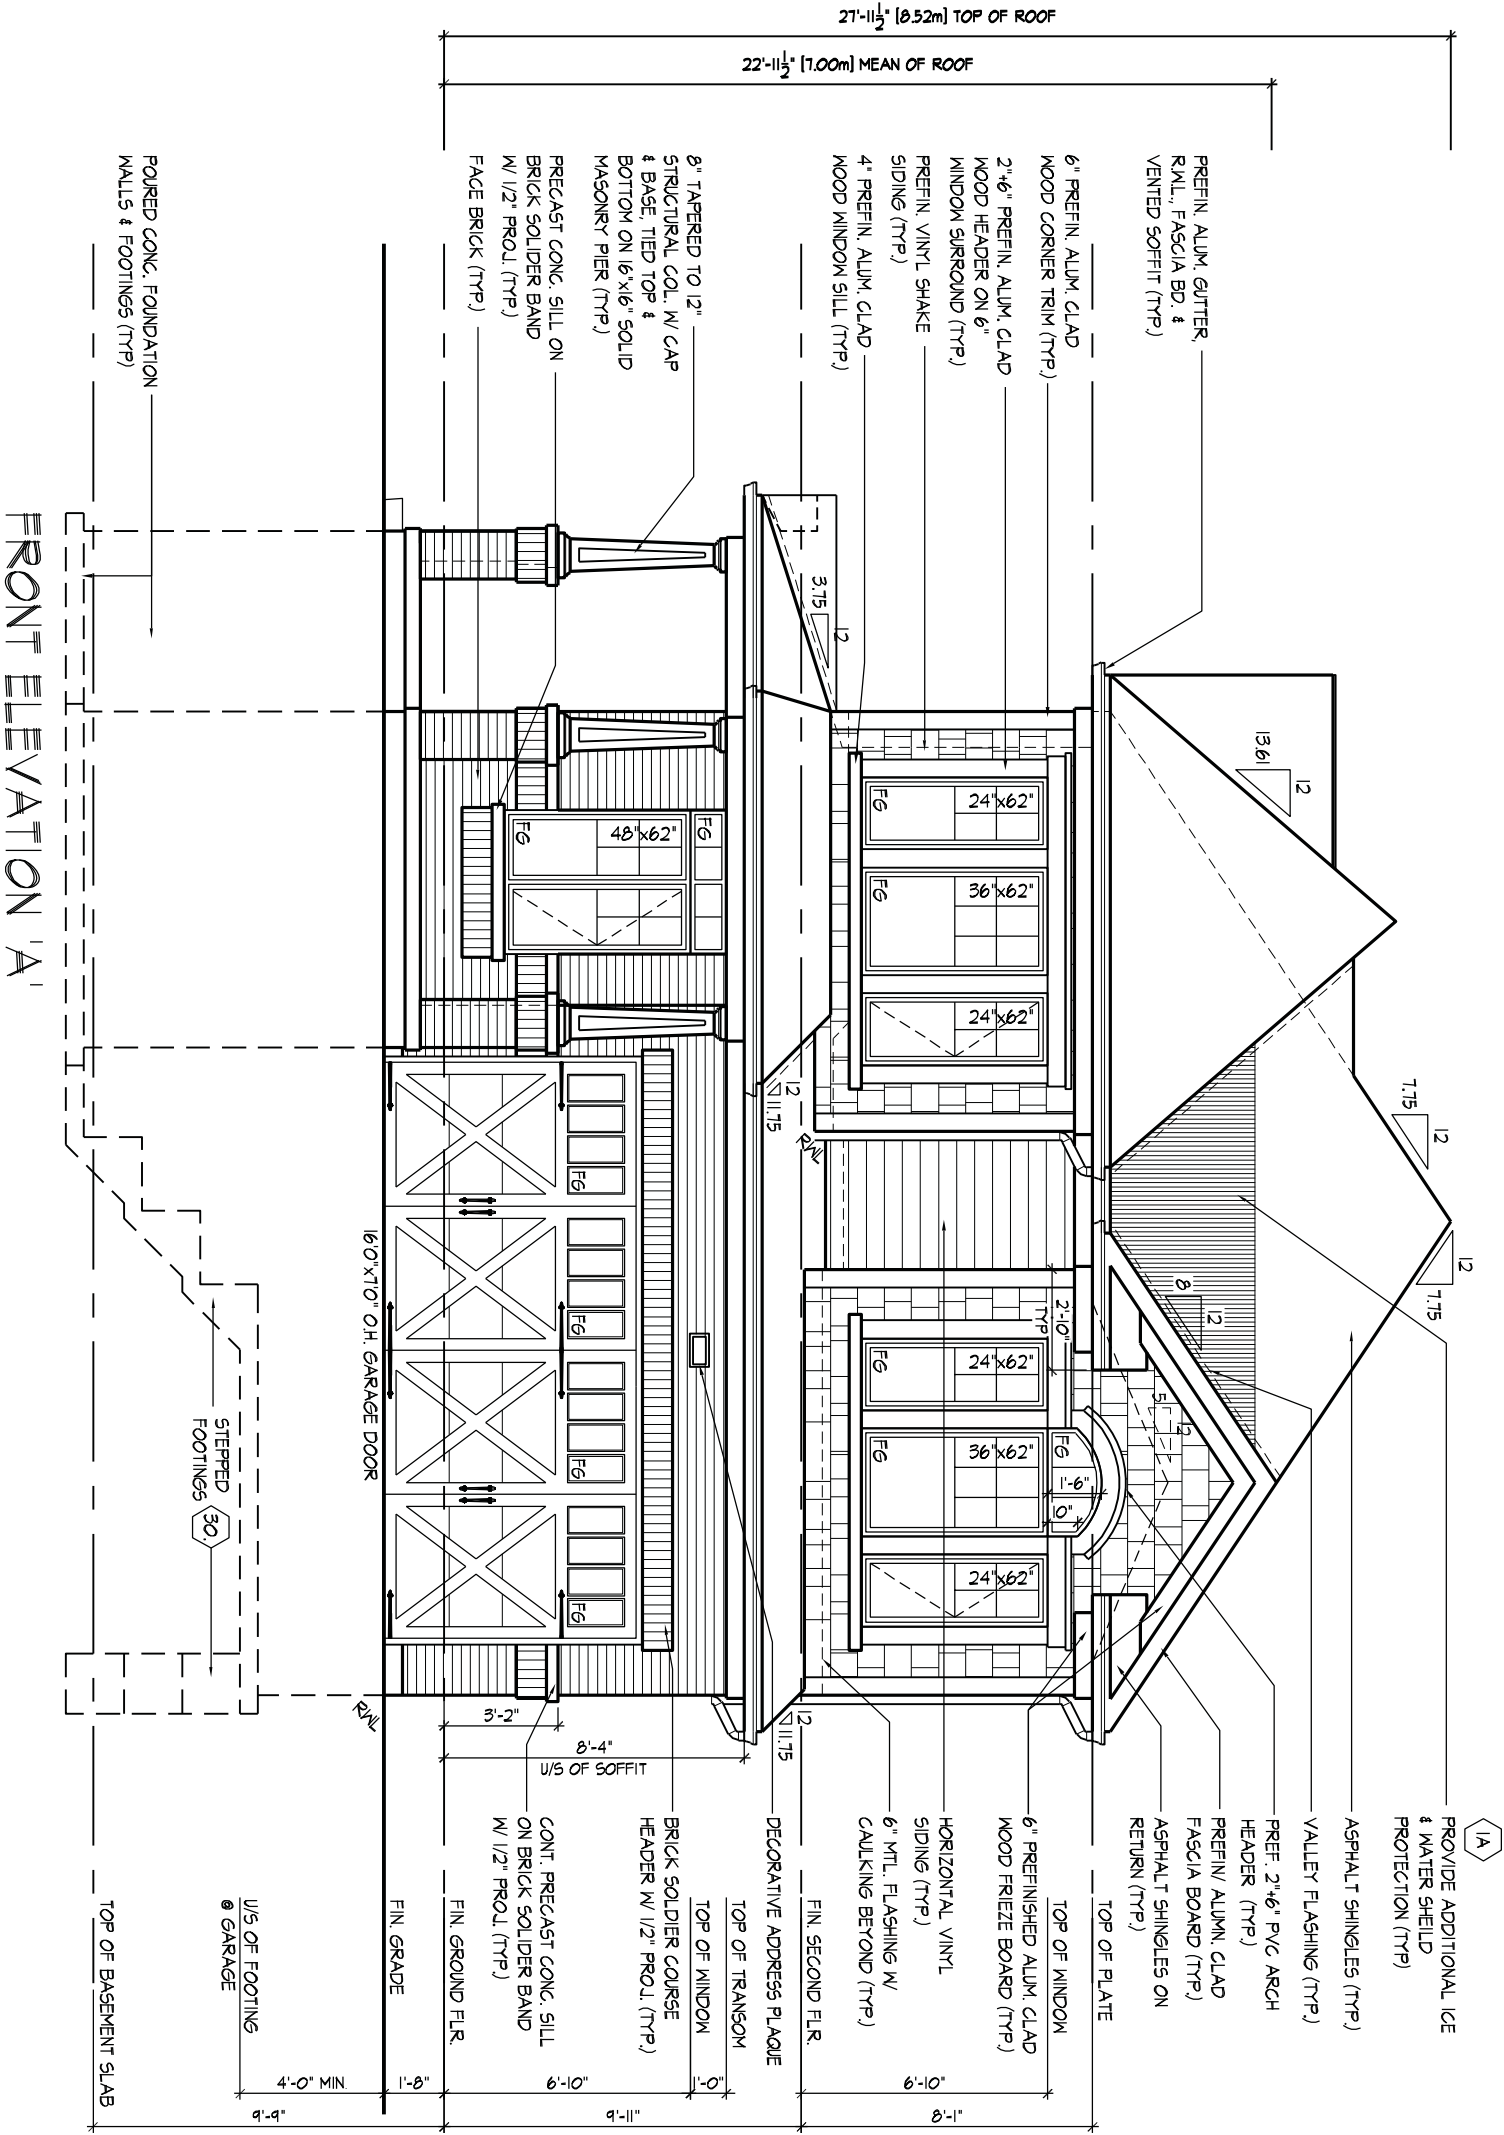 27'-11 1/2" [8.52m] TOP OF ROOF
22'-11 1/2" [7.00m] MEAN OF ROOF
PREFIN. ALUM. GUTTER,
R.W.L., FASCIA BD. &
VENTED SOFFIT (TYP.)
6" PREFIN. ALUM. CLAD
WOOD CORNER TRIM (TYP.)
2"+6" PREFIN. ALUM. CLAD
WOOD HEADER ON 6"
WINDOW SURROUND (TYP.)
PREFIN. VINYL SHAKE
SIDING (TYP.)
4" PREFIN. ALUM. CLAD
WOOD WINDOW SILL (TYP.)
8" TAPERED TO 12"
STRUCTURAL COL. W/ CAP
& BASE, TIED TOP &
BOTTOM ON 16"x16" SOLID
MASONRY PIER (TYP.)
PRECAST CONC. SILL ON
BRICK SOLIDER BAND
W/ 1/2" PROJ. (TYP.)
FACE BRICK (TYP.)
POURED CONC. FOUNDATION
WALLS & FOOTINGS (TYP)
12
13.61
12
7.75
12
7.75
12
8
12
5
12
3.75
12
11.75
12
11.75
24"x62"
36"x62"
24"x62"
24"x62"
36"x62"
24"x62"
FG
FG
FG
FG
FG
2'-10"
TYP
1'-6"
10"
RWL
FG
48"x62"
FG
FG
FG
FG
FG
16'0"x7'0" O.H. GARAGE DOOR
RWL
3'-2"
8'-4"
U/S OF SOFFIT
STEPPED
FOOTINGS
30.
1A
PROVIDE ADDITIONAL ICE
& WATER SHEILD
PROTECTION (TYP)
ASPHALT SHINGLES (TYP.)
VALLEY FLASHING (TYP.)
PREF. 2"+6" PVC ARCH
HEADER (TYP.)
PREFIN/ ALUMN. CLAD
FASCIA BOARD (TYP.)
ASPHALT SHINGLES ON
RETURN (TYP.)
TOP OF PLATE
TOP OF WINDOW
6" PREFINISHED ALUM. CLAD
WOOD FRIEZE BOARD (TYP.)
HORIZONTAL VINYL
SIDING (TYP.)
6" MTL. FLASHING W/
CAULKING BEYOND (TYP.)
FIN. SECOND FLR.
DECORATIVE ADDRESS PLAQUE
TOP OF TRANSOM
TOP OF WINDOW
BRICK SOLDIER COURSE
HEADER W/ 1/2" PROJ. (TYP.)
CONT. PRECAST CONC. SILL
ON BRICK SOLIDER BAND
W/ 1/2" PROJ. (TYP.)
FIN. GROUND FLR.
FIN. GRADE
U/S OF FOOTING
@ GARAGE
TOP OF BASEMENT SLAB
6'-10"
8'-1"
1'-0"
6'-10"
9'-11"
1'-8"
4'-0" MIN.
9'-9"
FRONT ELEVATION 'A'